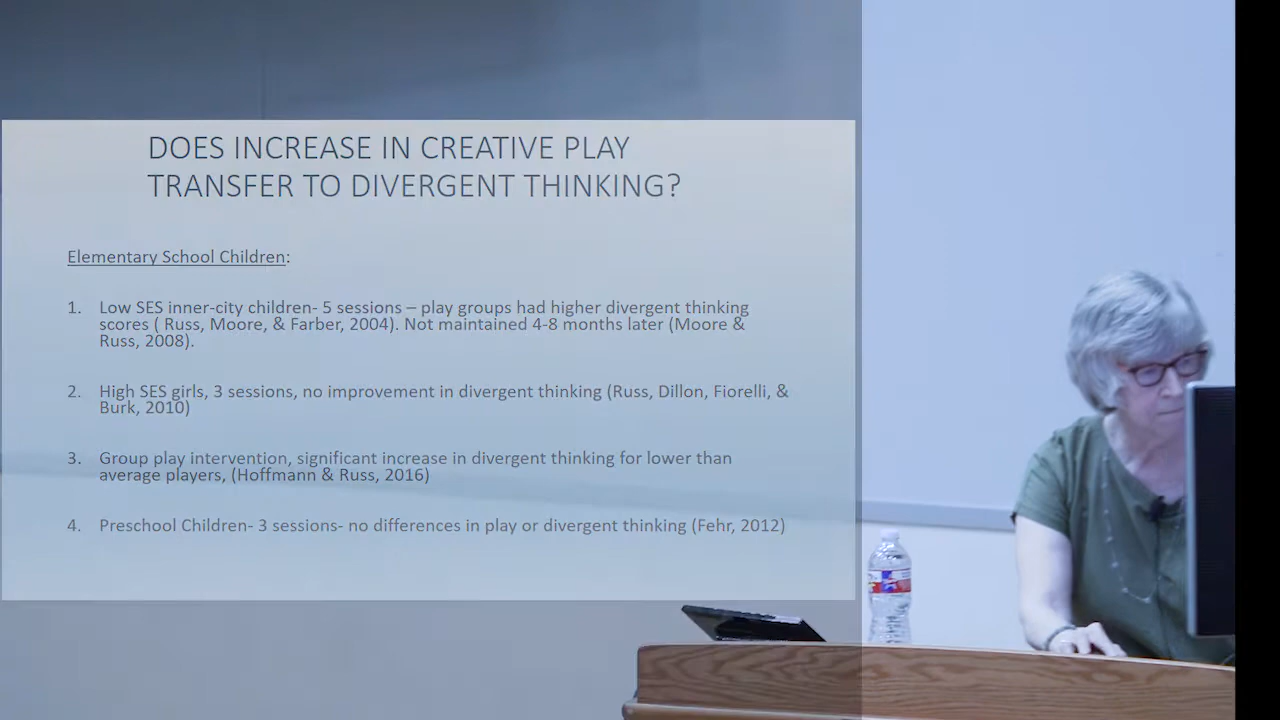 DOES INCREASE IN CREATIVE PLAY
TRANSFER TO DIVERGENT THINKING?
Elementary School Children:
1. Low SES inner-city children- 5 sessions – play groups had higher divergent thinking
scores ( Russ, Moore, & Farber, 2004). Not maintained 4-8 months later (Moore &
Russ, 2008).
2. High SES girls, 3 sessions, no improvement in divergent thinking (Russ, Dillon, Fiorelli, &
Burk, 2010)
3. Group play intervention, significant increase in divergent thinking for lower than
average players, (Hoffmann & Russ, 2016)
4. Preschool Children- 3 sessions- no differences in play or divergent thinking (Fehr, 2012)